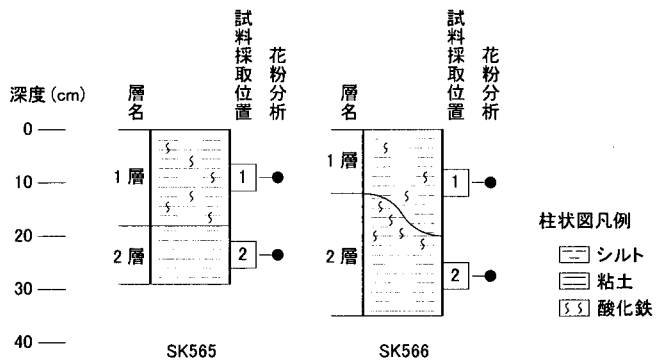 深度(cm)
0
10
20
30
40
層名
試料採取位置
花粉分析
1層
2層
1
2
SK565
層名
試料採取位置
花粉分析
1層
2層
1
2
SK566
柱状図凡例
シルト
粘土
酸化鉄